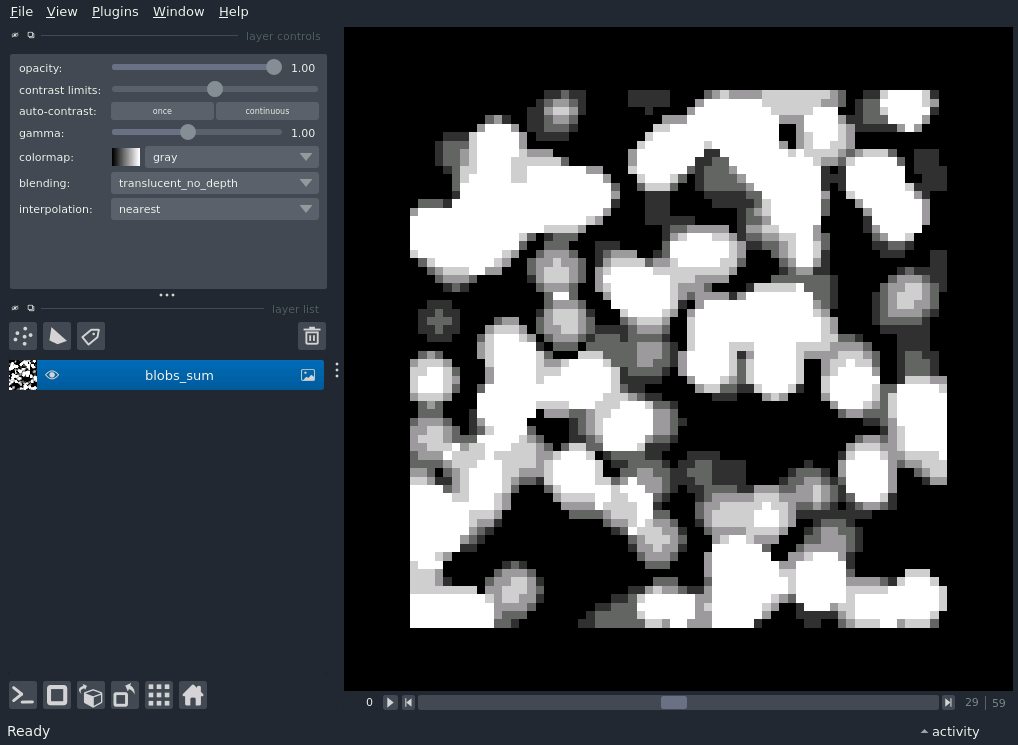 File View Plugins Window Help
layer controls
opacity: 1.00
contrast limits:
auto-contrast: once continuous
gamma: 1.00
colormap: gray
blending: translucent_no_depth
interpolation: nearest
layer list
blobs_sum
0 29 59
Ready activity